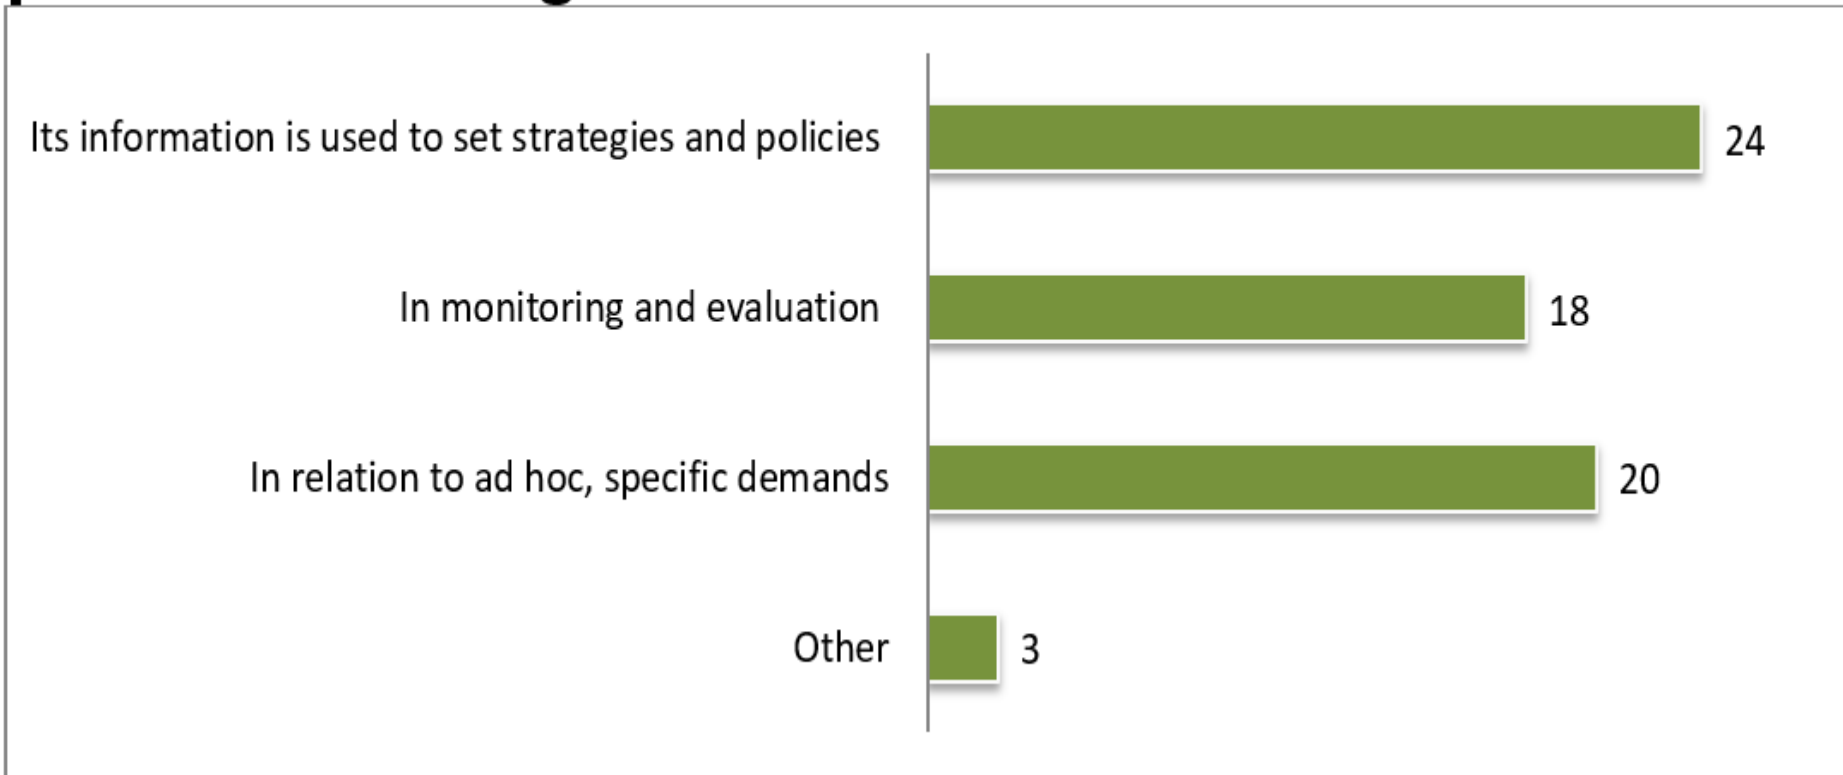 Its information is used to set strategies and policies 24
In monitoring and evaluation 18
In relation to ad hoc, specific demands 20
Other 3